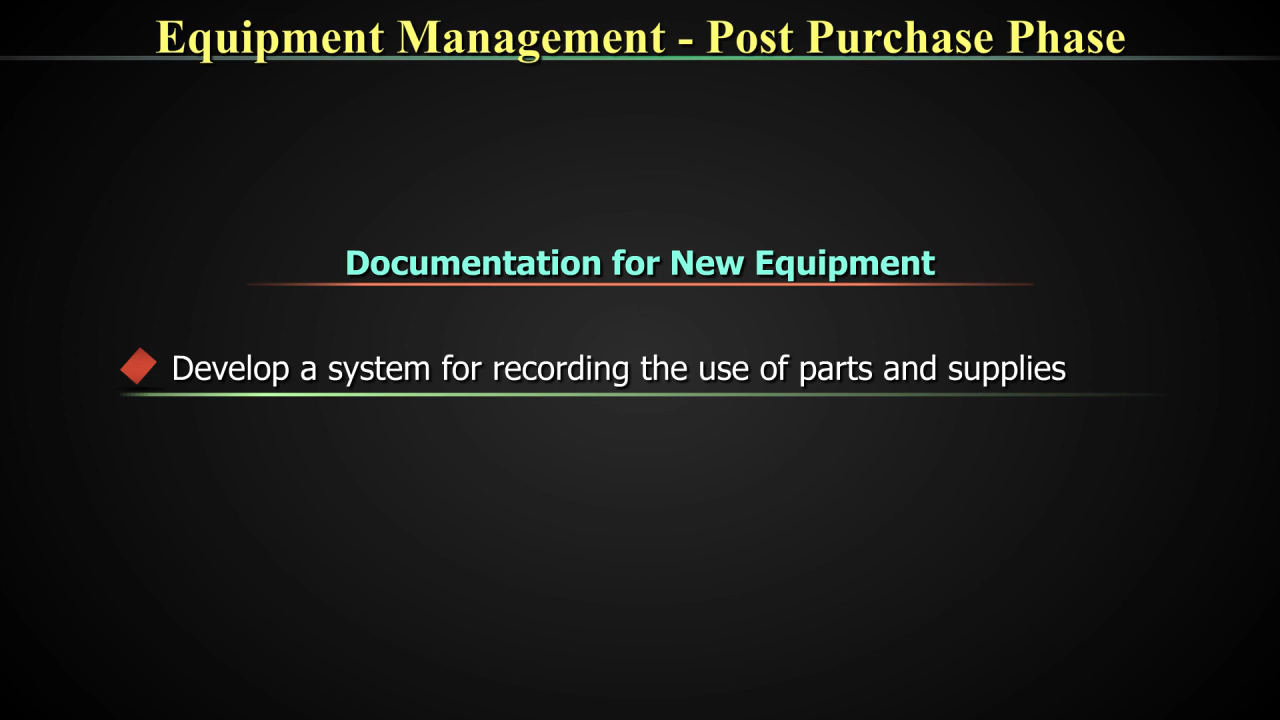 Equipment Management - Post Purchase Phase
Documentation for New Equipment
Develop a system for recording the use of parts and supplies